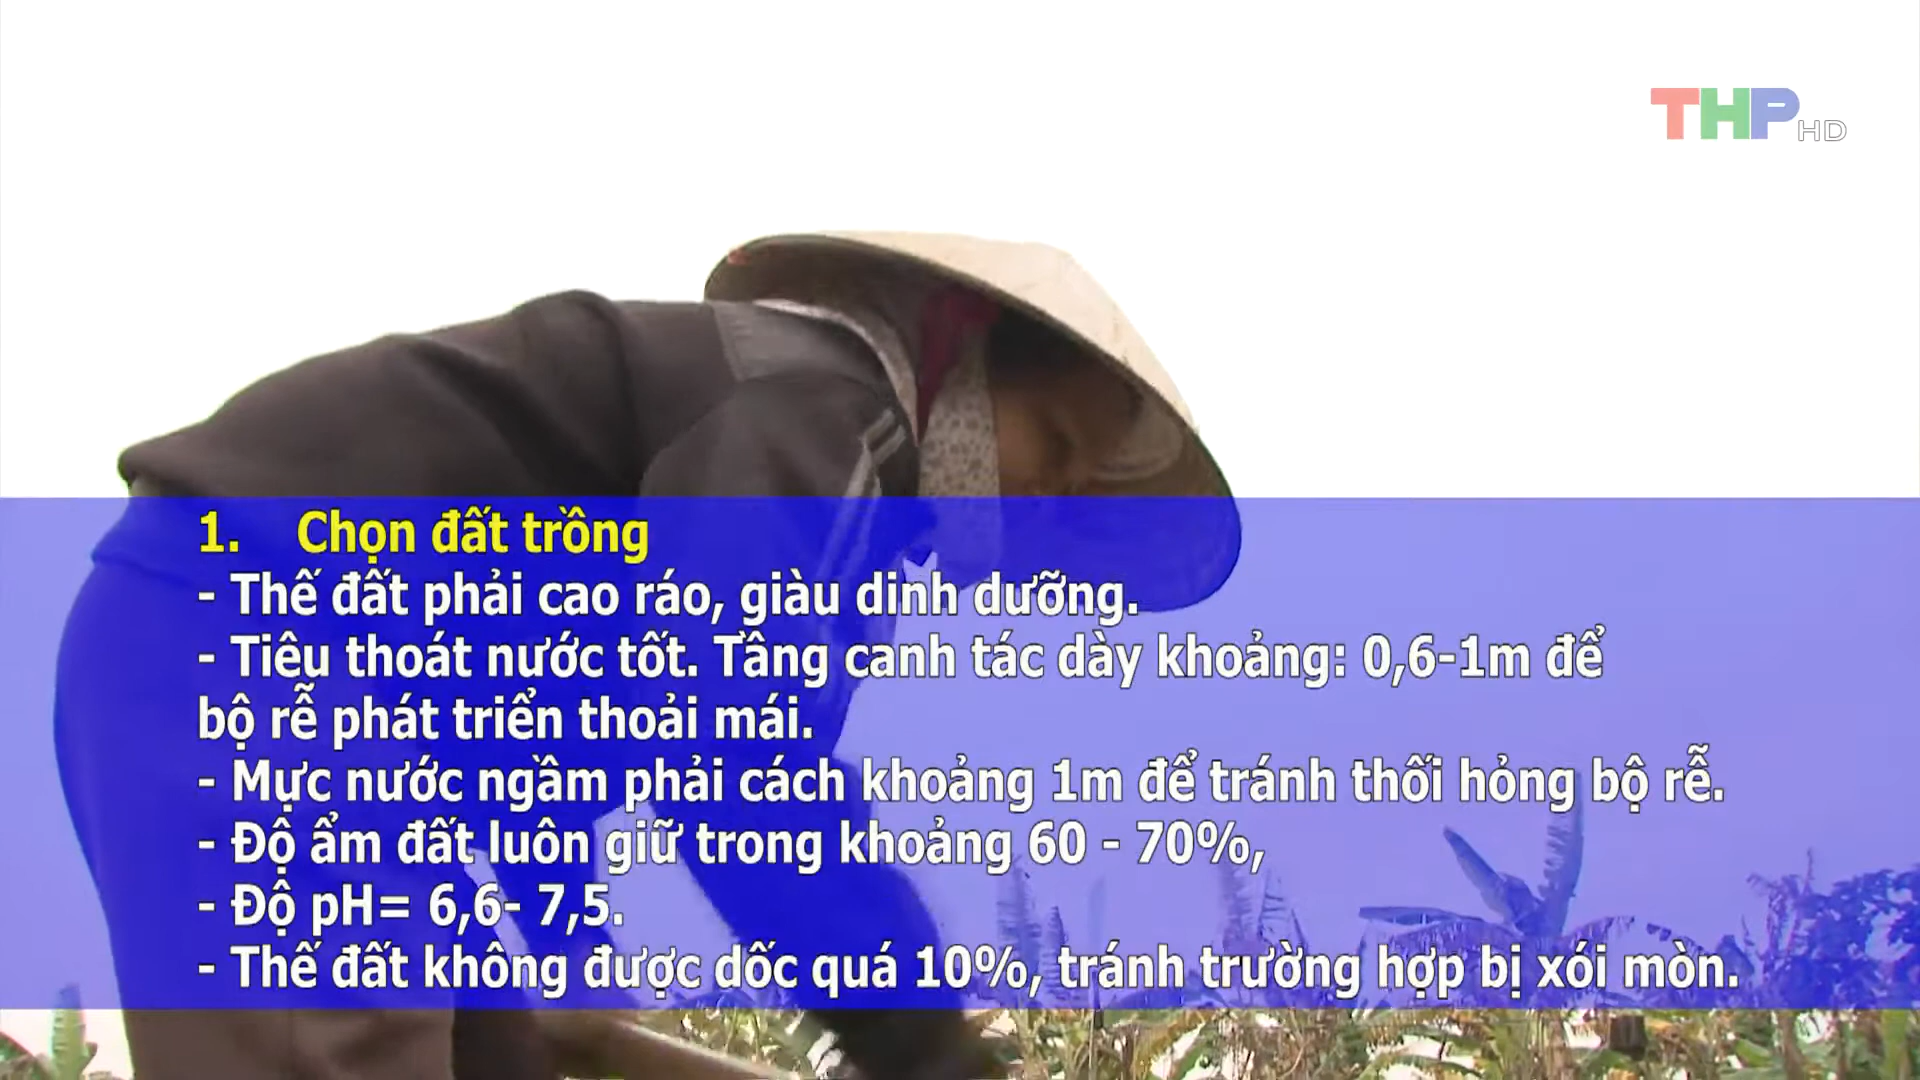 THP HD
1. Chọn đất trồng
- Thế đất phải cao ráo, giàu dinh dưỡng.
- Tiêu thoát nước tốt. Tầng canh tác dày khoảng: 0,6-1m để
bộ rễ phát triển thoải mái.
- Mực nước ngầm phải cách khoảng 1m để tránh thối hỏng bộ rễ.
- Độ ẩm đất luôn giữ trong khoảng 60 - 70%,
- Độ pH= 6,6- 7,5.
- Thế đất không được dốc quá 10%, tránh trường hợp bị xói mòn.